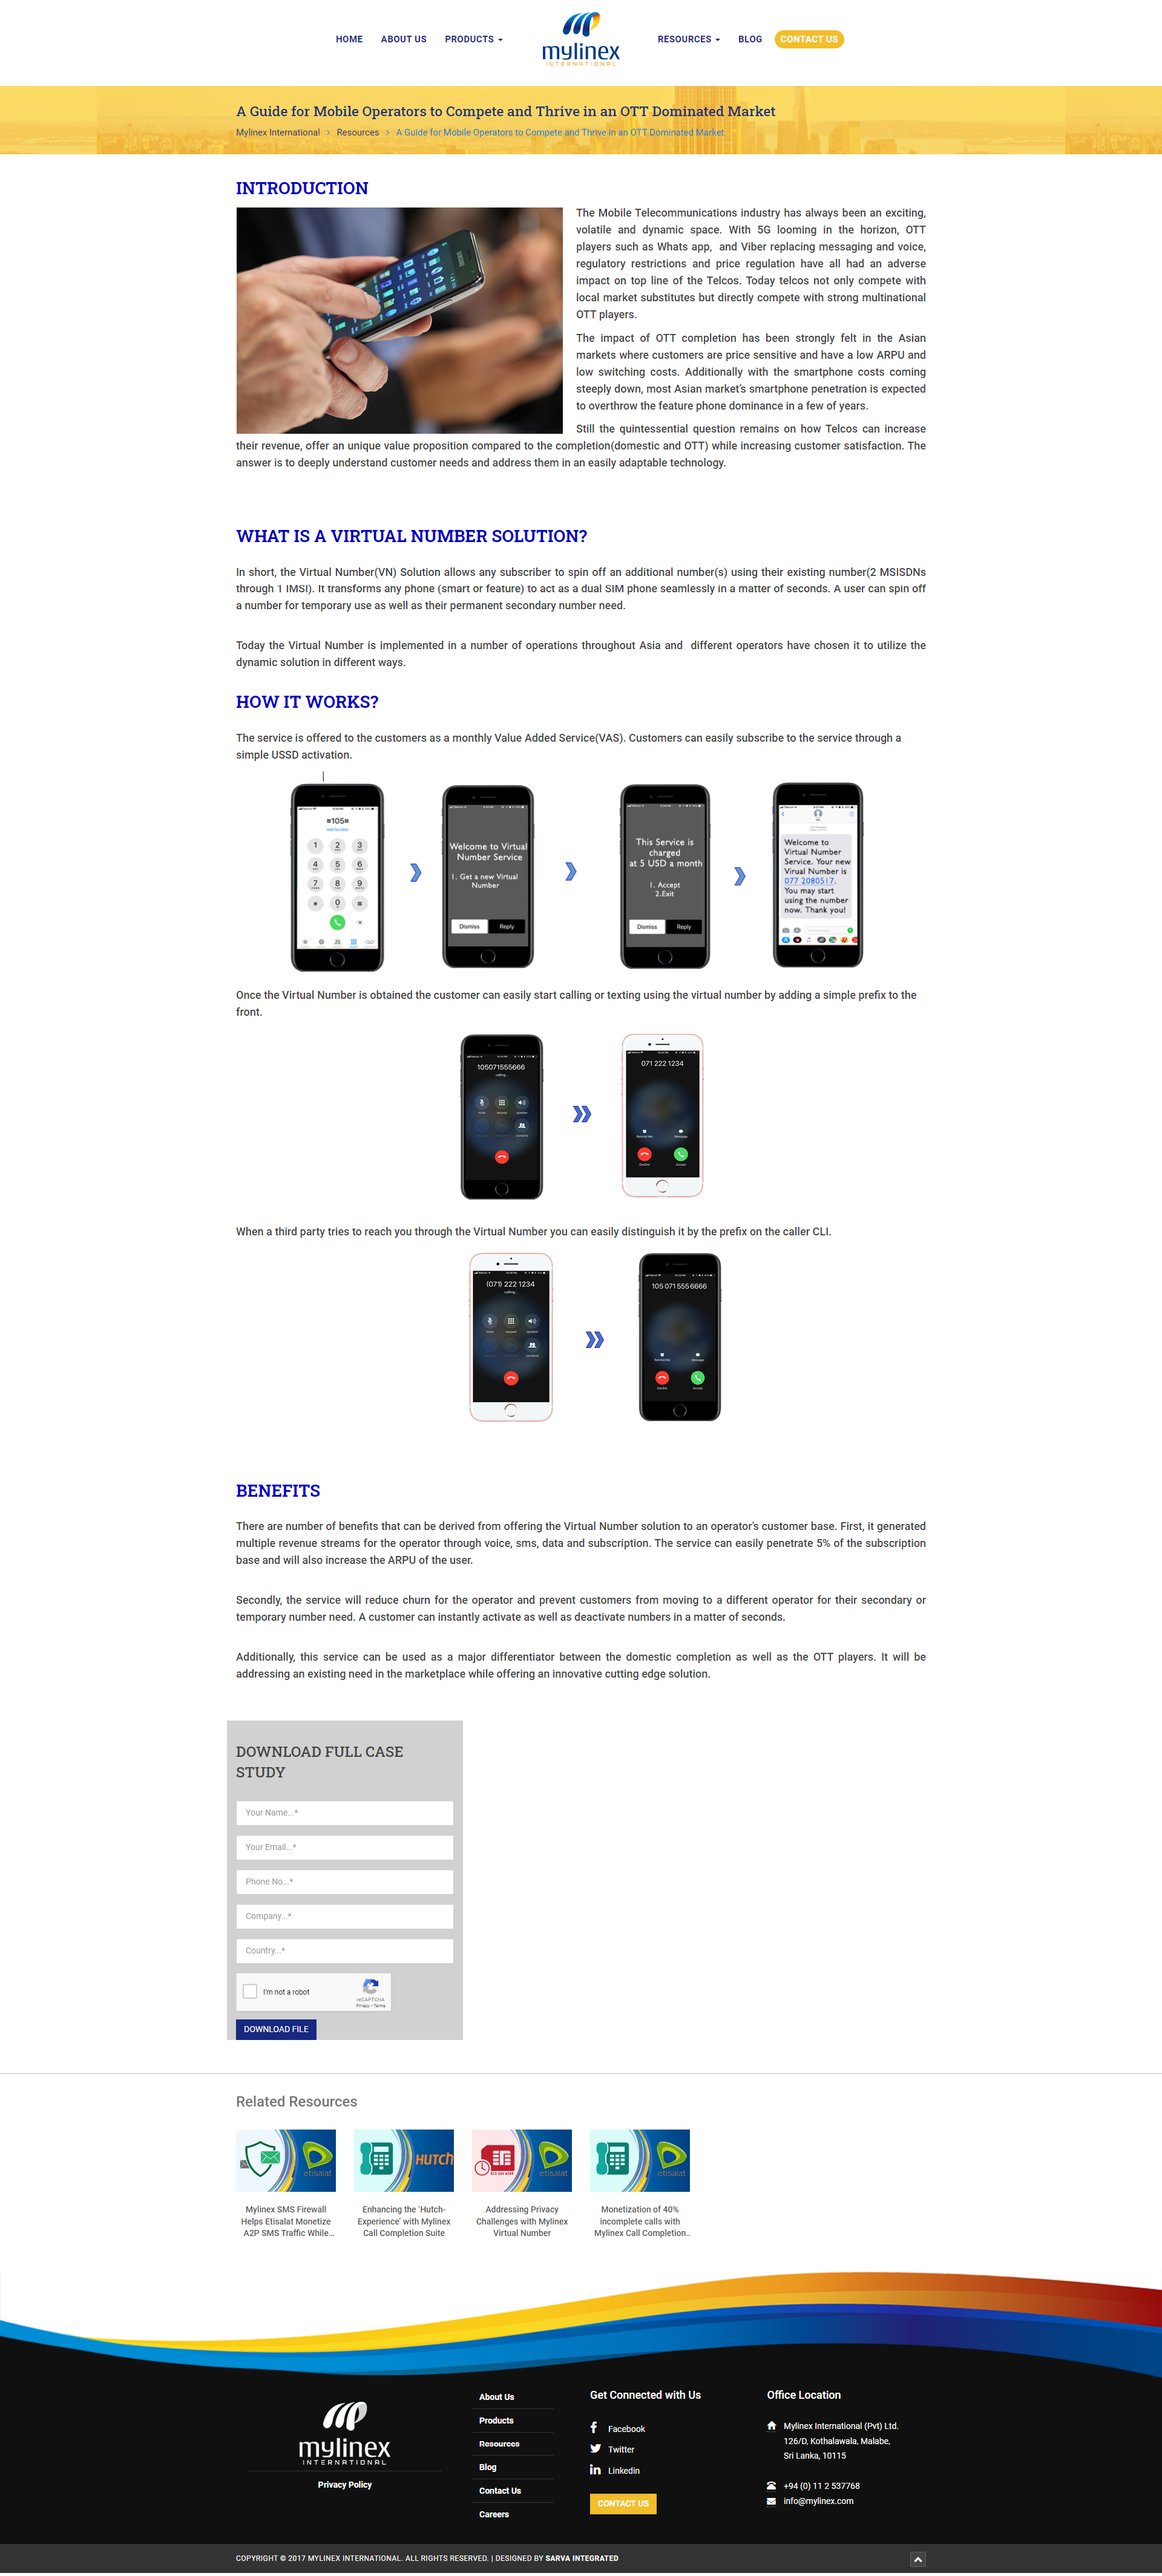 HOME ABOUT US PRODUCTS mylinex INTERNATIONAL RESOURCES BLOG CONTACT US
A Guide for Mobile Operators to Compete and Thrive in an OTT Dominated Market
Mylinex International > Resources > A Guide for Mobile Operators to Compete and Thrive in an OTT Dominated Market
INTRODUCTION
The Mobile Telecommunications industry has always been an exciting,
volatile and dynamic space. With 5G looming in the horizon, OTT
players such as Whats app, and Viber replacing messaging and voice,
regulatory restrictions and price regulation have all had an adverse
impact on top line of the Telcos. Today telcos not only compete with
local market substitutes but directly compete with strong multinational
OTT players.
The impact of OTT completion has been strongly felt in the Asian
markets where customers are price sensitive and have a low ARPU and
low switching costs. Additionally with the smartphone costs coming
steeply down, most Asian market's smartphone penetration is expected
to overthrow the feature phone dominance in a few of years.
Still the quintessential question remains on how Telcos can increase
their revenue, offer an unique value proposition compared to the completion(domestic and OTT) while increasing customer satisfaction. The
answer is to deeply understand customer needs and address them in an easily adaptable technology.
WHAT IS A VIRTUAL NUMBER SOLUTION?
In short, the Virtual Number(VN) Solution allows any subscriber to spin off an additional number(s) using their existing number(2 MSISDNs
through 1 IMSI). It transforms any phone (smart or feature) to act as a dual SIM phone seamlessly in a matter of seconds. A user can spin off
a number for temporary use as well as their permanent secondary number need.
Today the Virtual Number is implemented in a number of operations throughout Asia and different operators have chosen it to utilize the
dynamic solution in different ways.
HOW IT WORKS?
The service is offered to the customers as a monthly Value Added Service(VAS). Customers can easily subscribe to the service through a
simple USSD activation.
#105#
Add Number
1 2 3
4 5 6
7 8 9
* 0 #
Welcome to Virtual
Number Service
1. Get a new Virtual
Number
Dismiss Reply
This Service is
charged
at 5 USD a month
1. Accept
2.Exit
Dismiss Reply
Welcome to
Virtual Number
Service. Your new
Virtual Number is
077 2080517.
You may start
using the number
now. Thank you!
Once the Virtual Number is obtained the customer can easily start calling or texting using the virtual number by adding a simple prefix to the
front.
105071555666
calling...
071 222 1234
Remind Me Message
Decline Accept
When a third party tries to reach you through the Virtual Number you can easily distinguish it by the prefix on the caller CLI.
(071) 222 1234
calling...
105 071 555 6666
Remind Me Message
Decline Accept
BENEFITS
There are number of benefits that can be derived from offering the Virtual Number solution to an operator's customer base. First, it generated
multiple revenue streams for the operator through voice, sms, data and subscription. The service can easily penetrate 5% of the subscription
base and will also increase the ARPU of the user.
Secondly, the service will reduce churn for the operator and prevent customers from moving to a different operator for their secondary or
temporary number need. A customer can instantly activate as well as deactivate numbers in a matter of seconds.
Additionally, this service can be used as a major differentiator between the domestic completion as well as the OTT players. It will be
addressing an existing need in the marketplace while offering an innovative cutting edge solution.
DOWNLOAD FULL CASE
STUDY
Your Name...*
Your Email...*
Phone No...*
Company...*
Country...*
I'm not a robot
reCAPTCHA
Privacy - Terms
DOWNLOAD FILE
Related Resources
etisalat
HUTCH
etisalat
etisalat
Mylinex SMS Firewall
Helps Etisalat Monetize
A2P SMS Traffic While...
Enhancing the 'Hutch-
Experience' with Mylinex
Call Completion Suite
Addressing Privacy
Challenges with Mylinex
Virtual Number
Monetization of 40%
incomplete calls with
Mylinex Call Completion..
mylinex
INTERNATIONAL
Privacy Policy
About Us
Products
Resources
Blog
Contact Us
Careers
Get Connected with Us
Facebook
Twitter
Linkedin
CONTACT US
Office Location
Mylinex International (Pvt) Ltd.
126/D, Kothalawala, Malabe,
Sri Lanka, 10115
+94 (0) 11 2 537768
info@mylinex.com
COPYRIGHT © 2017 MYLINEX INTERNATIONAL. ALL RIGHTS RESERVED. | DESIGNED BY SARVA INTEGRATED